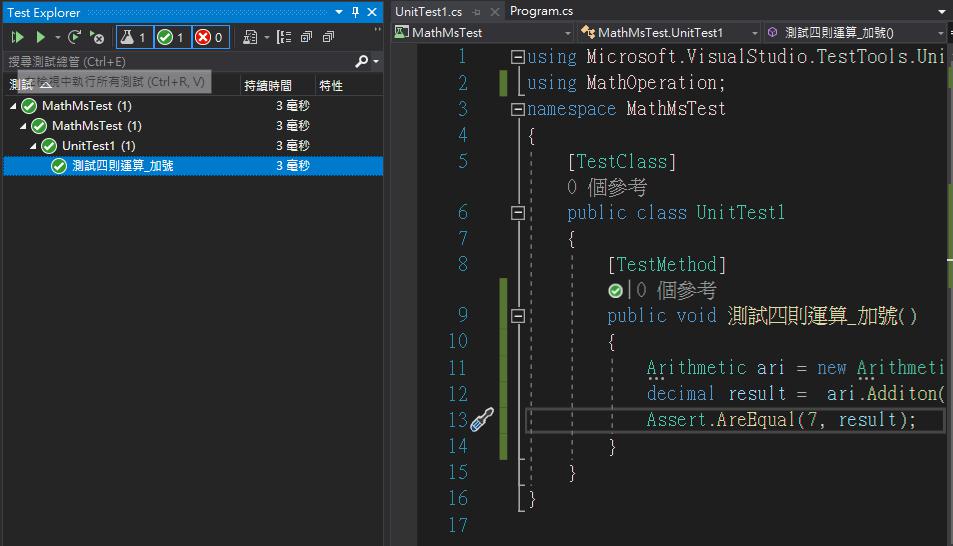 Test Explorer
1 1 0
搜尋測試總管 (Ctrl+E)
檢視中執行所有測試 (Ctrl+R, V)
測試 持續時間 特性
MathMsTest (1) 3 毫秒
MathMsTest (1) 3 毫秒
UnitTest1 (1) 3 毫秒
測試四則運算_加號 3 毫秒
UnitTest1.cs Program.cs
MathMsTest MathMsTest.UnitTest1 測試四則運算_加號()
1 using Microsoft.VisualStudio.TestTools.Uni
2 using MathOperation;
3 namespace MathMsTest
4 {
5 [TestClass]
0 個參考
6 public class UnitTest1
7 {
8 [TestMethod]
0 個參考
9 public void 測試四則運算_加號()
10 {
11 Arithmetic ari = new Arithmeti
12 decimal result = ari.Additon(
13 Assert.AreEqual(7, result);
14 }
15 }
16 }
17